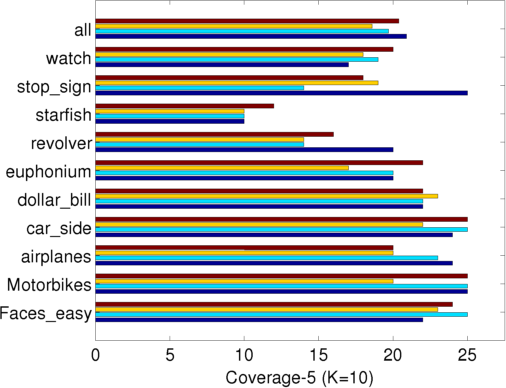 all
watch
stop_sign
starfish
revolver
euphonium
dollar_bill
car_side
airplanes
Motorbikes
Faces_easy
0 5 10 15 20 25
Coverage-5 (K=10)